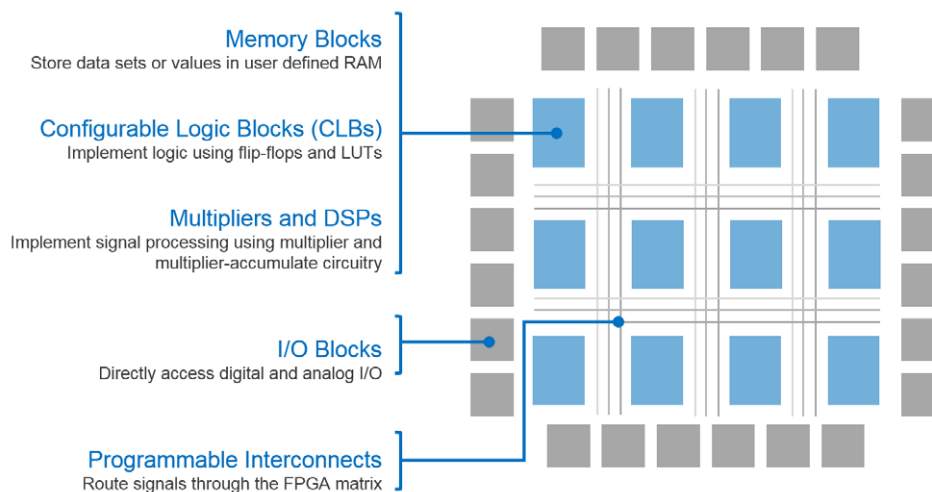 Memory Blocks
Store data sets or values in user defined RAM
Configurable Logic Blocks (CLBs)
Implement logic using flip-flops and LUTs
Multipliers and DSPs
Implement signal processing using multiplier and
multiplier-accumulate circuitry
I/O Blocks
Directly access digital and analog I/O
Programmable Interconnects
Route signals through the FPGA matrix